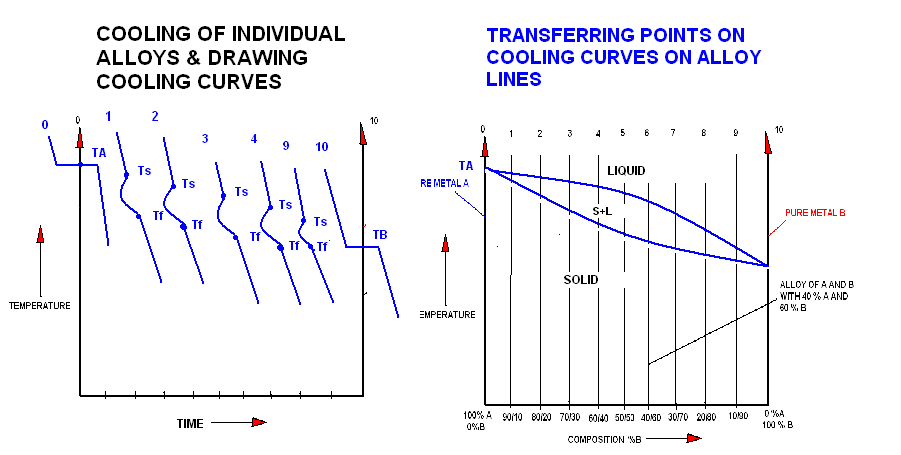 COOLING OF INDIVIDUAL
ALLOYS & DRAWING
COOLING CURVES
0
0
1
2
3
4
9
10
10
TA
Ts
Tf
Ts
Tf
Ts
Tf
Ts
Tf
Ts
Tf
TB
TEMPERATURE
TIME
TRANSFERRING POINTS ON
COOLING CURVES ON ALLOY
LINES
0
1
2
3
4
5
6
7
8
9
10
TA
RE METAL A
LIQUID
S+L
SOLID
PURE METAL B
ALLOY OF A AND B
WITH 40 % A AND
60 % B
EMPERATURE
100% A
0%B
90/10
80/20
70/30
60/40
50/50
40/60
30/70
20/80
10/90
0 %A
100 % B
COMPOSITION %B